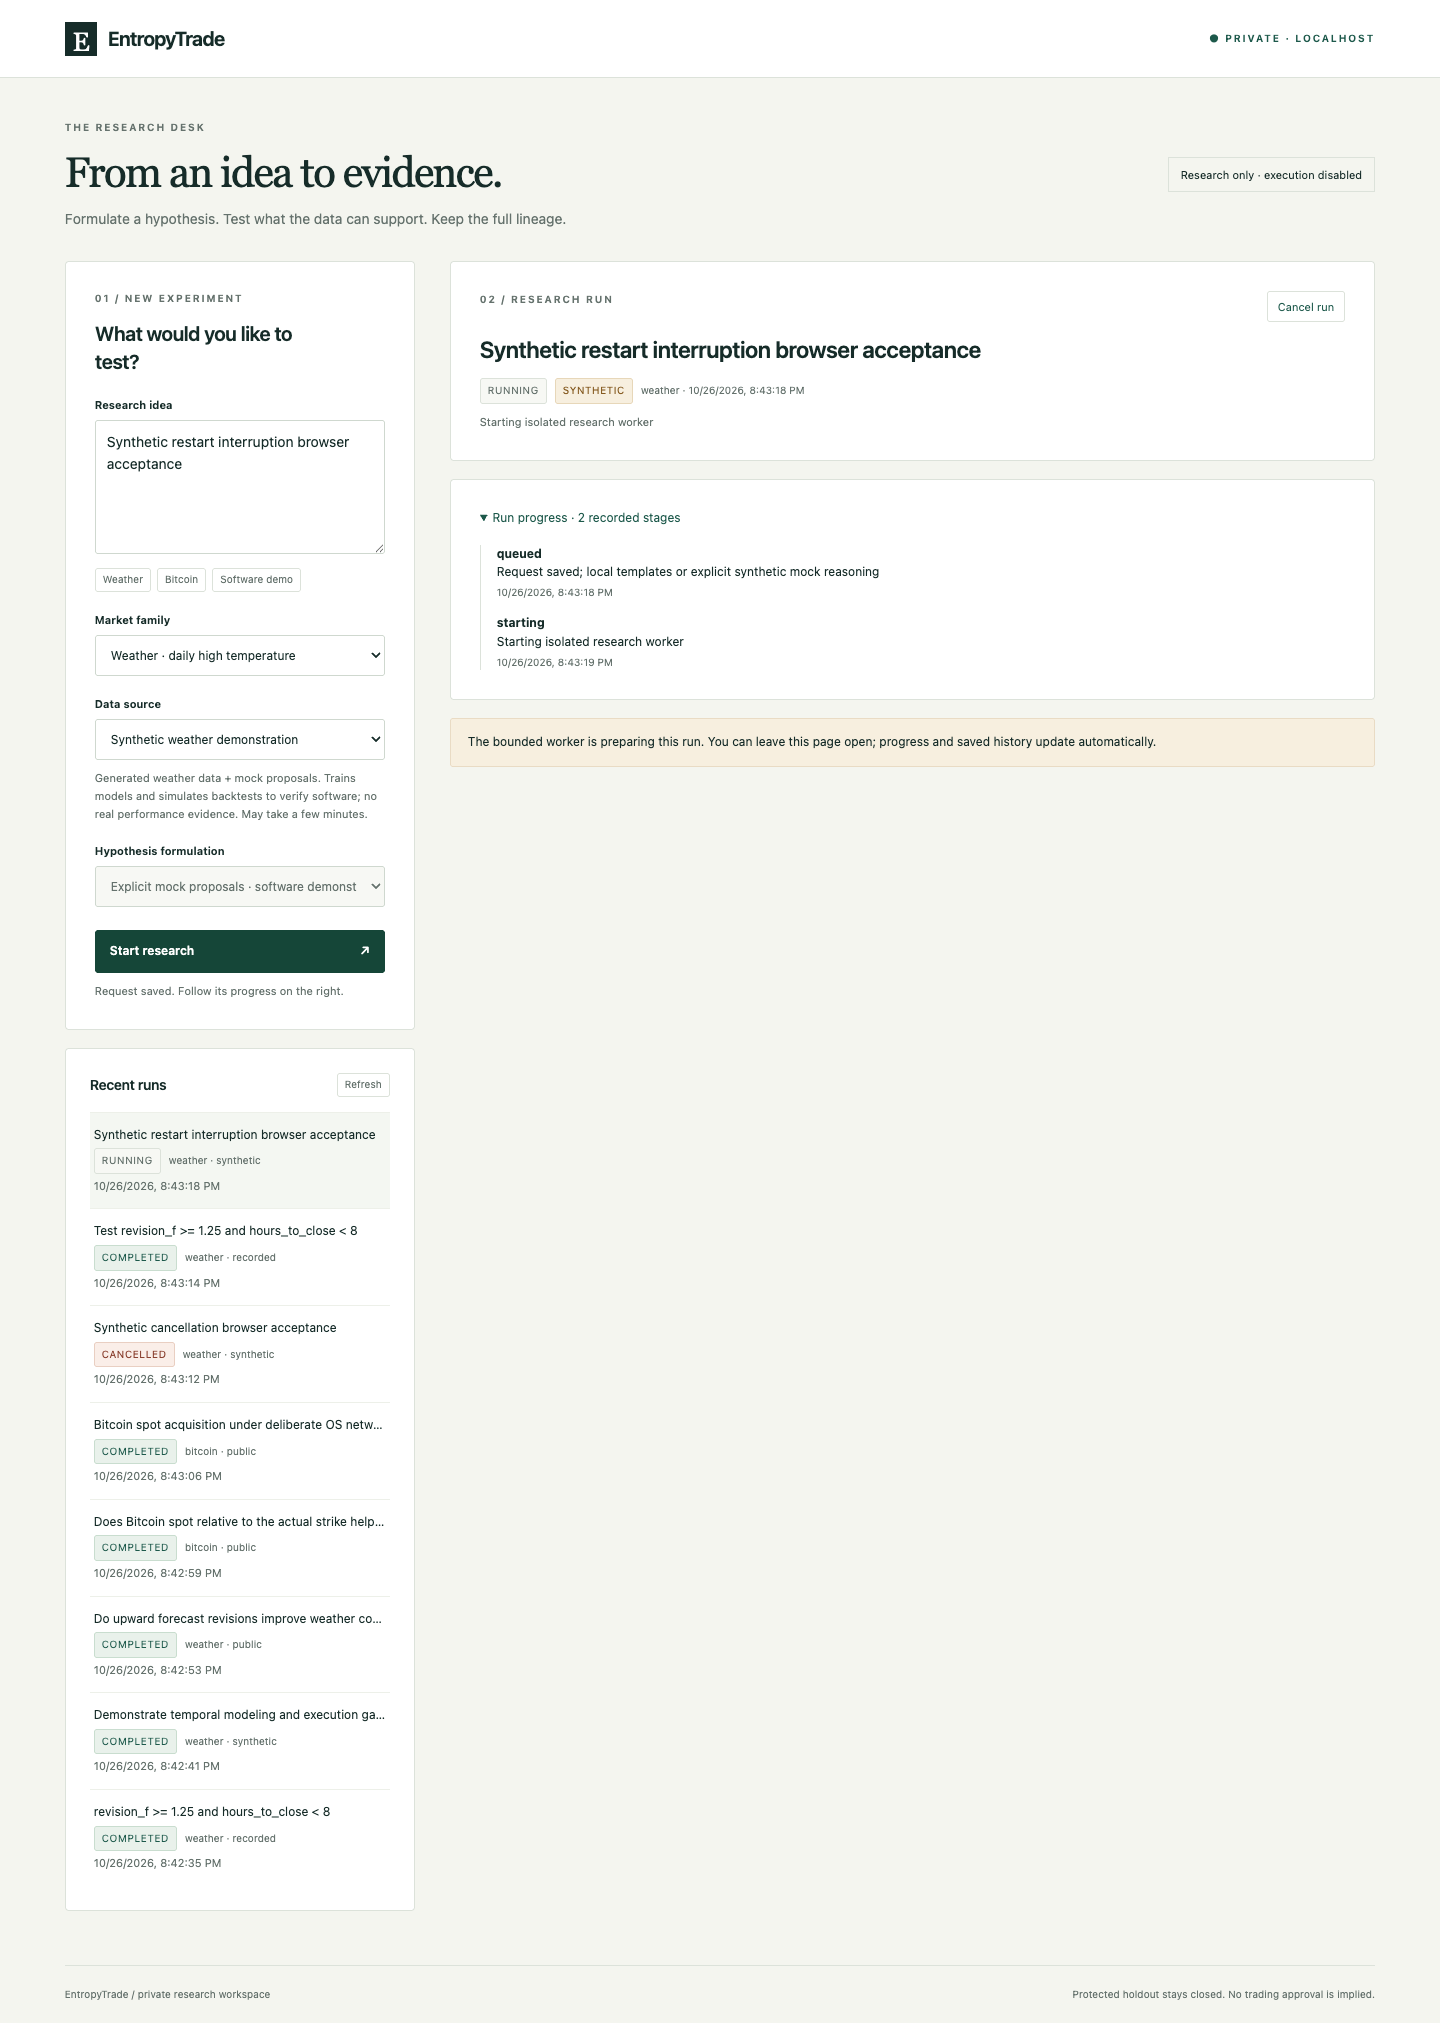 E EntropyTrade
PRIVATE · LOCALHOST
THE RESEARCH DESK
From an idea to evidence.
Research only · execution disabled
Formulate a hypothesis. Test what the data can support. Keep the full lineage.
01 / NEW EXPERIMENT
What would you like to
test?
Research idea
Synthetic restart interruption browser
acceptance
Weather
Bitcoin
Software demo
Market family
Weather · daily high temperature
Data source
Synthetic weather demonstration
Generated weather data + mock proposals. Trains
models and simulates backtests to verify software; no
real performance evidence. May take a few minutes.
Hypothesis formulation
Explicit mock proposals · software demonst
Start research ↗
Request saved. Follow its progress on the right.
Recent runs
Refresh
Synthetic restart interruption browser acceptance
RUNNING weather · synthetic
10/26/2026, 8:43:18 PM
Test revision_f >= 1.25 and hours_to_close < 8
COMPLETED weather · recorded
10/26/2026, 8:43:14 PM
Synthetic cancellation browser acceptance
CANCELLED weather · synthetic
10/26/2026, 8:43:12 PM
Bitcoin spot acquisition under deliberate OS netw...
COMPLETED bitcoin · public
10/26/2026, 8:43:06 PM
Does Bitcoin spot relative to the actual strike help...
COMPLETED bitcoin · public
10/26/2026, 8:42:59 PM
Do upward forecast revisions improve weather co...
COMPLETED weather · public
10/26/2026, 8:42:53 PM
Demonstrate temporal modeling and execution ga...
COMPLETED weather · synthetic
10/26/2026, 8:42:41 PM
revision_f >= 1.25 and hours_to_close < 8
COMPLETED weather · recorded
10/26/2026, 8:42:35 PM
02 / RESEARCH RUN
Cancel run
Synthetic restart interruption browser acceptance
RUNNING SYNTHETIC weather · 10/26/2026, 8:43:18 PM
Starting isolated research worker
▼ Run progress · 2 recorded stages
queued
Request saved; local templates or explicit synthetic mock reasoning
10/26/2026, 8:43:18 PM
starting
Starting isolated research worker
10/26/2026, 8:43:19 PM
The bounded worker is preparing this run. You can leave this page open; progress and saved history update automatically.
EntropyTrade / private research workspace
Protected holdout stays closed. No trading approval is implied.